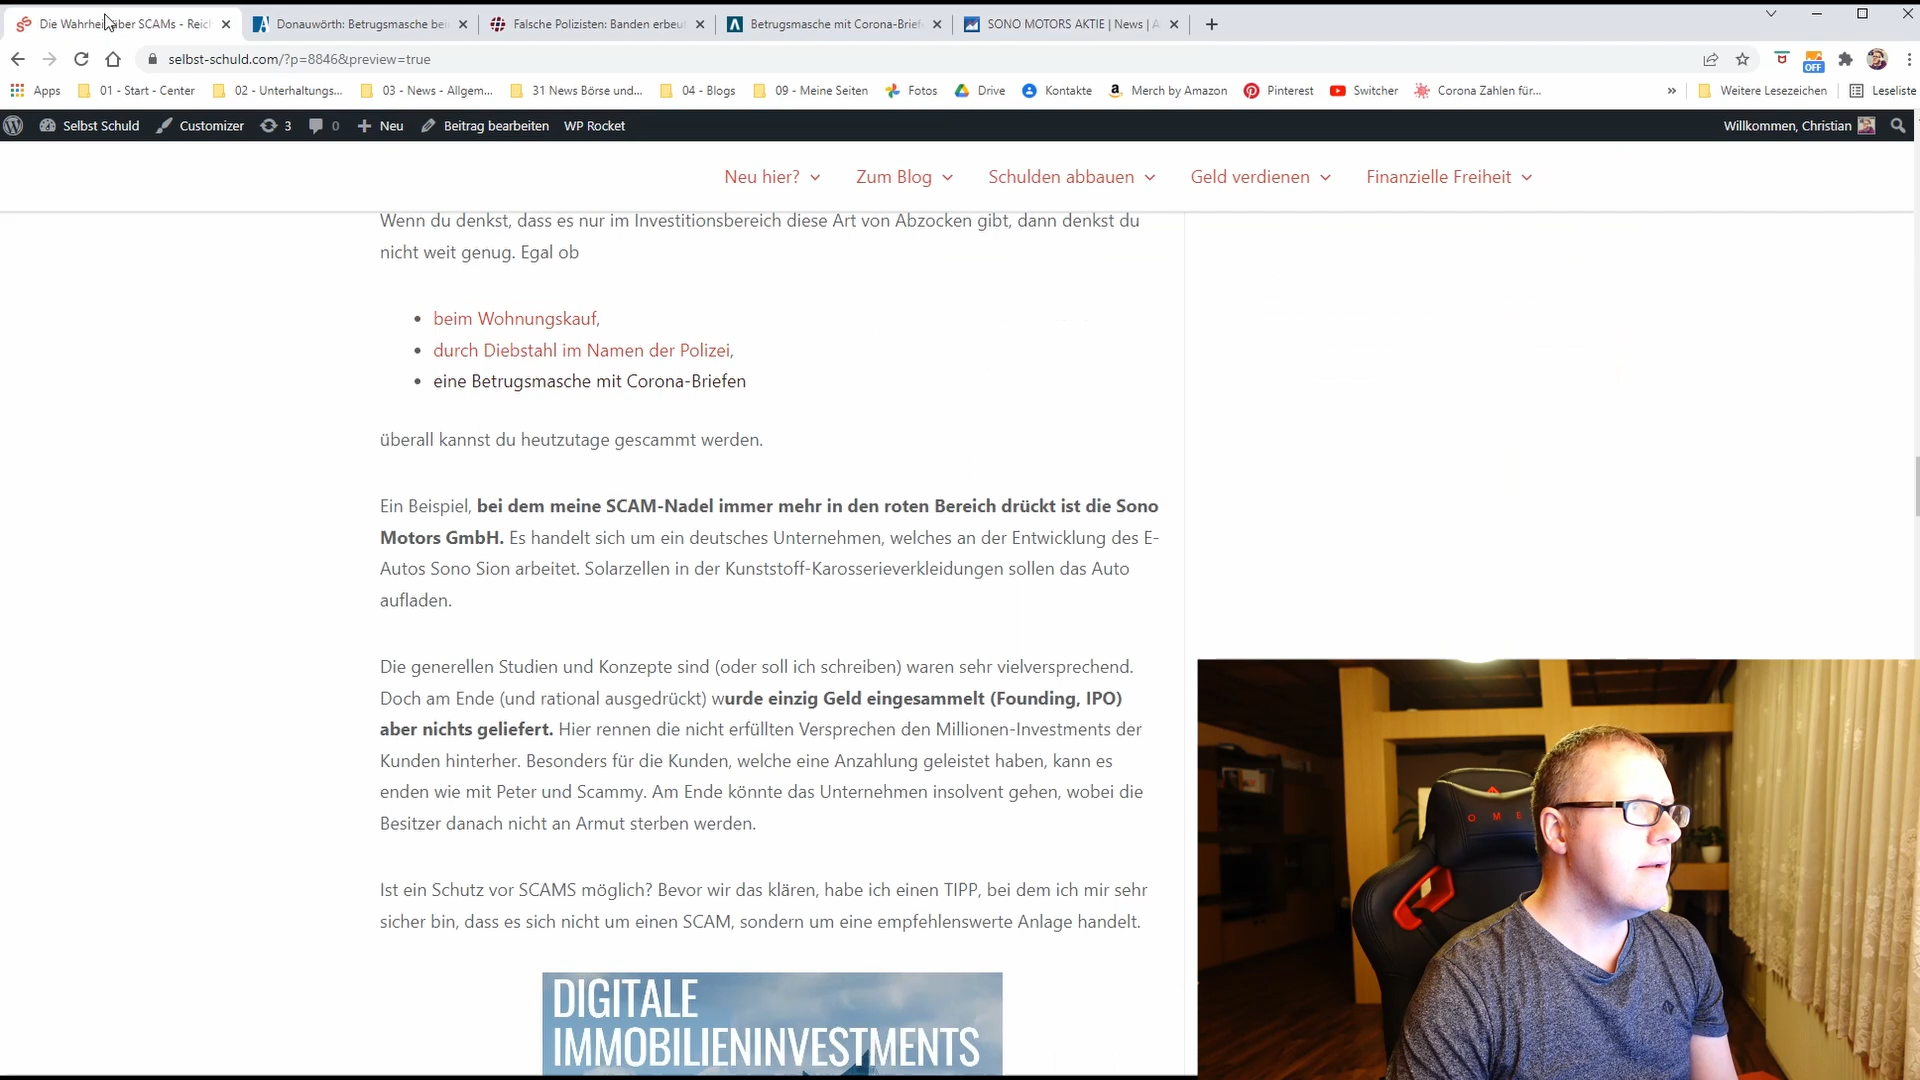 Die Wahrheit über SCAMs - Reic
Donauwörth: Betrugsmasche bei
Falsche Polizisten: Banden erbeut
Betrugsmasche mit Corona-Brief
SONO MOTORS AKTIE | News | A
selbst-schuld.com/?p=8846&preview=true
Apps
01 - Start - Center
02 - Unterhaltungs...
03 - News - Allgem...
31 News Börse und...
04 - Blogs
09 - Meine Seiten
Fotos
Drive
Kontakte
Merch by Amazon
Pinterest
Switcher
Corona Zahlen für...
»
Weitere Lesezeichen
Leseliste
OFF
Selbst Schuld
Customizer
3
0
Neu
Beitrag bearbeiten
WP Rocket
Willkommen, Christian
Neu hier?
Zum Blog
Schulden abbauen
Geld verdienen
Finanzielle Freiheit
Wenn du denkst, dass es nur im Investitionsbereich diese Art von Abzocken gibt, dann denkst du
nicht weit genug. Egal ob
• beim Wohnungskauf,
• durch Diebstahl im Namen der Polizei,
• eine Betrugsmasche mit Corona-Briefen
überall kannst du heutzutage gescammt werden.
Ein Beispiel, bei dem meine SCAM-Nadel immer mehr in den roten Bereich drückt ist die Sono
Motors GmbH. Es handelt sich um ein deutsches Unternehmen, welches an der Entwicklung des E-
Autos Sono Sion arbeitet. Solarzellen in der Kunststoff-Karosserieverkleidungen sollen das Auto
aufladen.
Die generellen Studien und Konzepte sind (oder soll ich schreiben) waren sehr vielversprechend.
Doch am Ende (und rational ausgedrückt) wurde einzig Geld eingesammelt (Founding, IPO)
aber nichts geliefert. Hier rennen die nicht erfüllten Versprechen den Millionen-Investments der
Kunden hinterher. Besonders für die Kunden, welche eine Anzahlung geleistet haben, kann es
enden wie mit Peter und Scammy. Am Ende könnte das Unternehmen insolvent gehen, wobei die
Besitzer danach nicht an Armut sterben werden.
Ist ein Schutz vor SCAMS möglich? Bevor wir das klären, habe ich einen TIPP, bei dem ich mir sehr
sicher bin, dass es sich nicht um einen SCAM, sondern um eine empfehlenswerte Anlage handelt.
DIGITALE
IMMOBILIENINVESTMENTS
OME